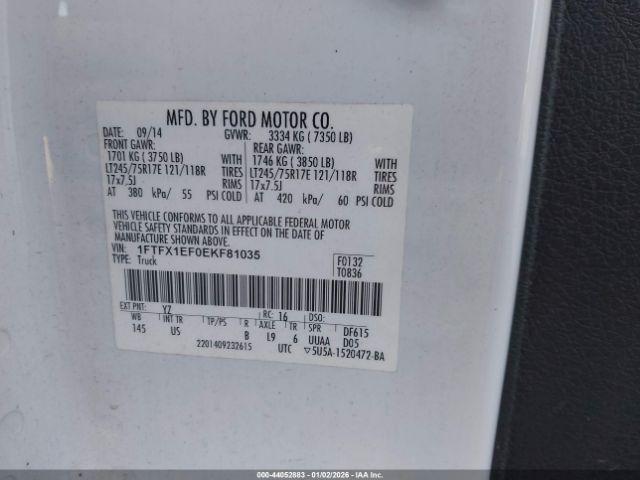 MFD. BY FORD MOTOR CO.
DATE: 09/14 GVWR: 3334 KG ( 7350 LB)
FRONT GAWR: REAR GAWR:
1701 KG ( 3750 LB) WITH 1746 KG ( 3850 LB) WITH
LT245/75R17E 121/118R TIRES LT245/75R17E 121/118R TIRES
17x7.5J RIMS 17x7.5J RIMS
AT 380 kPa/ 55 PSI COLD AT 420 kPa/ 60 PSI COLD
THIS VEHICLE CONFORMS TO ALL APPLICABLE FEDERAL MOTOR
VEHICLE SAFETY STANDARDS IN EFFECT ON THE DATE OF
MANUFACTURE SHOWN ABOVE.
VIN: 1FTFX1EF0EKF81035 F0132
TYPE: Truck T0836
EXT PNT: YZ RC: 16 DSO:
WB INT TR TP/PS R AXLE TR SPR DF615
145 US B L9 6 UUAA D05
2201409232615 UTC ▽5U5A-1520472-BA
000-44052883 - 01/02/2026 - IAAI.COM